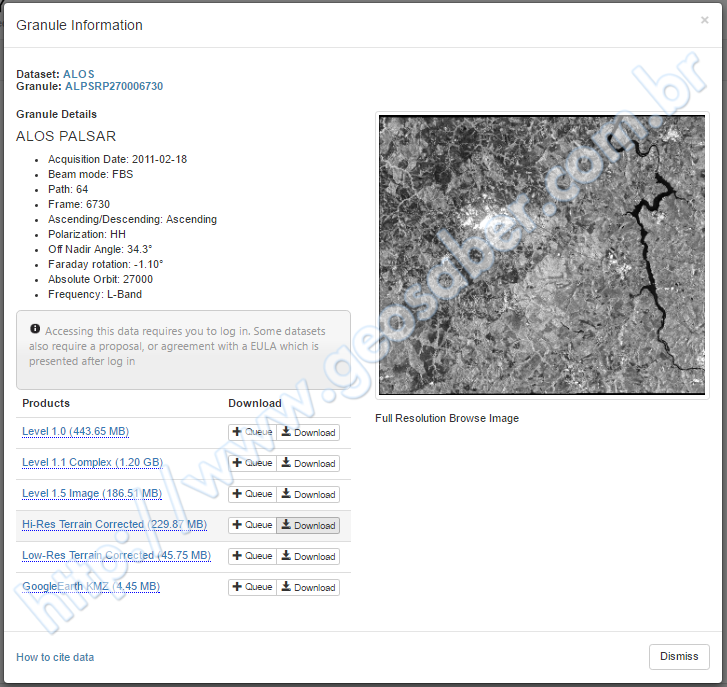 Granule Information
×
Dataset: ALOS
Granule: ALPSRP270006730
Granule Details
ALOS PALSAR
Acquisition Date: 2011-02-18
Beam mode: FBS
Path: 64
Frame: 6730
Ascending/Descending: Ascending
Polarization: HH
Off Nadir Angle: 34.3°
Faraday rotation: -1.10°
Absolute Orbit: 27000
Frequency: L-Band
Accessing this data requires you to log in. Some datasets
also require a proposal, or agreement with a EULA which is
presented after log in
Products Download
Level 1.0 (443.65 MB) Queue Download
Level 1.1 Complex (1.20 GB) Queue Download
Level 1.5 Image (186.51 MB) Queue Download
Hi-Res Terrain Corrected (229.87 MB) Queue Download
Low-Res Terrain Corrected (45.75 MB) Queue Download
GoogleEarth KMZ (4.45 MB) Queue Download
Full Resolution Browse Image
How to cite data
Dismiss
http://www.geosaber.com.br